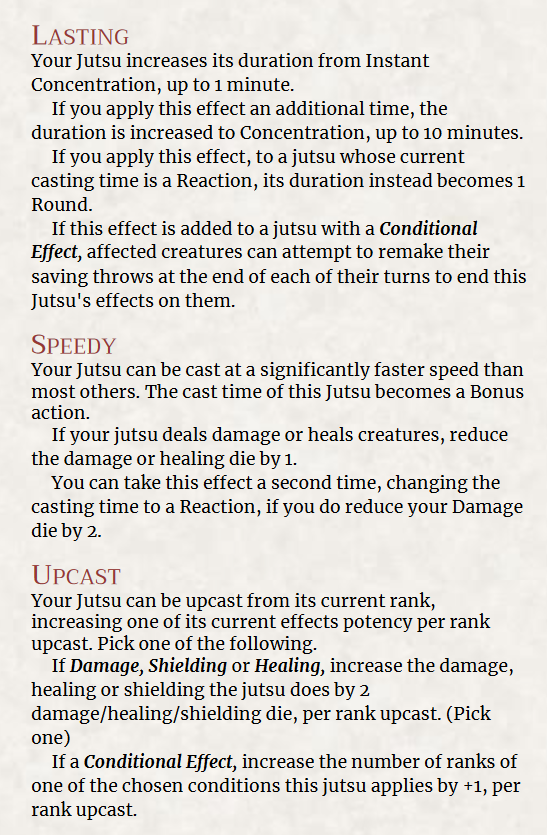 LASTING
Your Jutsu increases its duration from Instant
Concentration, up to 1 minute.
If you apply this effect an additional time, the
duration is increased to Concentration, up to 10 minutes.
If you apply this effect, to a jutsu whose current
casting time is a Reaction, its duration instead becomes 1
Round.
If this effect is added to a jutsu with a Conditional
Effect, affected creatures can attempt to remake their
saving throws at the end of each of their turns to end this
Jutsu's effects on them.
SPEEDY
Your Jutsu can be cast at a significantly faster speed than
most others. The cast time of this Jutsu becomes a Bonus
action.
If your jutsu deals damage or heals creatures, reduce
the damage or healing die by 1.
You can take this effect a second time, changing the
casting time to a Reaction, if you do reduce your Damage
die by 2.
UPCAST
Your Jutsu can be upcast from its current rank,
increasing one of its current effects potency per rank
upcast. Pick one of the following.
If Damage, Shielding or Healing, increase the damage,
healing or shielding the jutsu does by 2
damage/healing/shielding die, per rank upcast. (Pick
one)
If a Conditional Effect, increase the number of ranks of
one of the chosen conditions this jutsu applies by +1, per
rank upcast.